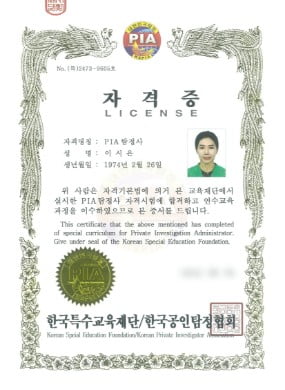 PIA
No.
자격증
LICENSE
자격명칭 : PIA탐정사
성 명 : 이시은
생년월일 : 1974년 2월 26일
위 사람은 자격기본법에 의거 본 교육재단에서
실시한 PIA탐정사 자격시험에 합격하고 연수교육
과정을 이수하였으므로 본 증서를 드립니다.
This certificate that the above mentioned has completed
of special curriculum for Private Investigation Administrator.
Give under seal of the Korean Special Education Foundation.
PIA
한국특수교육재단/한국공인탐정협회
Korean Sprial Education Foundation/Korean Private Investigator Association